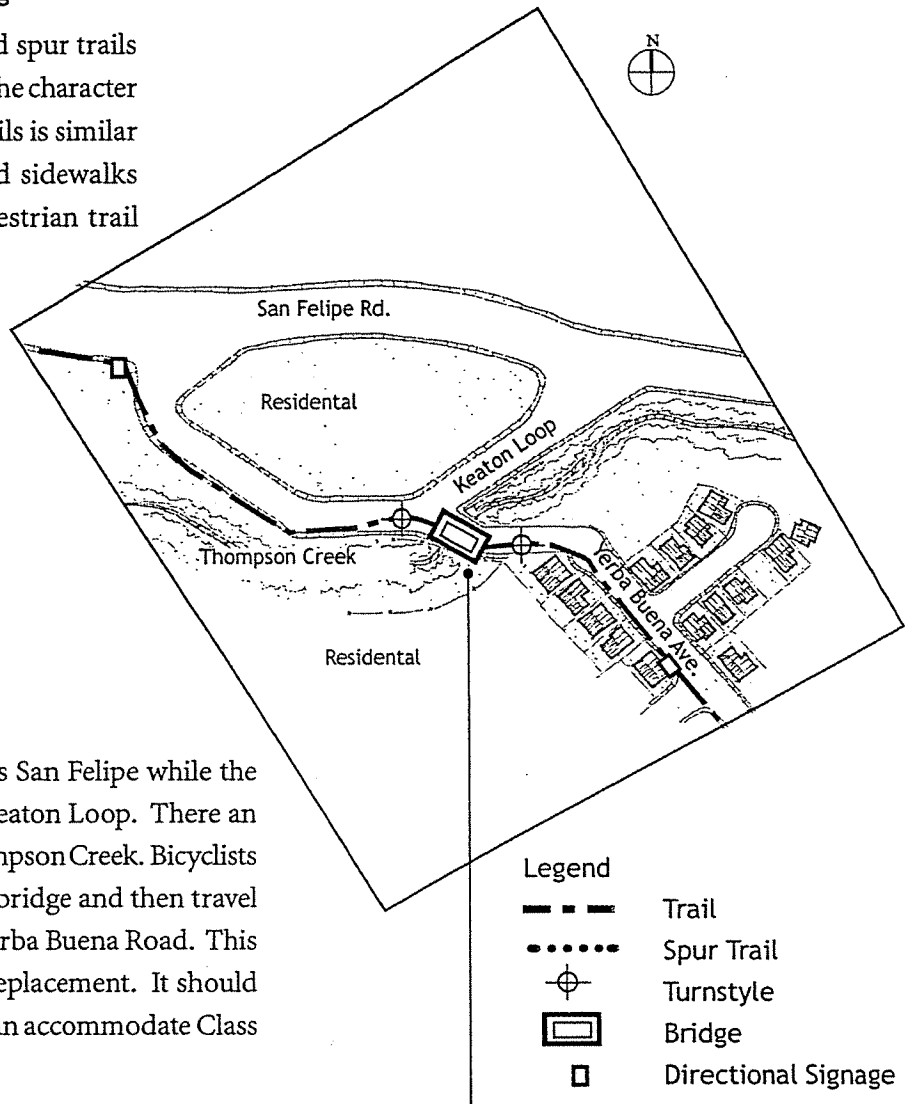 d spur trails
he character
ils is similar
d sidewalks
estrian trail
N
San Felipe Rd.
Residental
Keaton Loop
Thompson Creek
Yerba Buena Ave.
Residental
s San Felipe while the
eaton Loop. There an
mpson Creek. Bicyclists
bridge and then travel
rba Buena Road. This
eplacement. It should
an accommodate Class
Legend
Trail
Spur Trail
Turnstyle
Bridge
Directional Signage